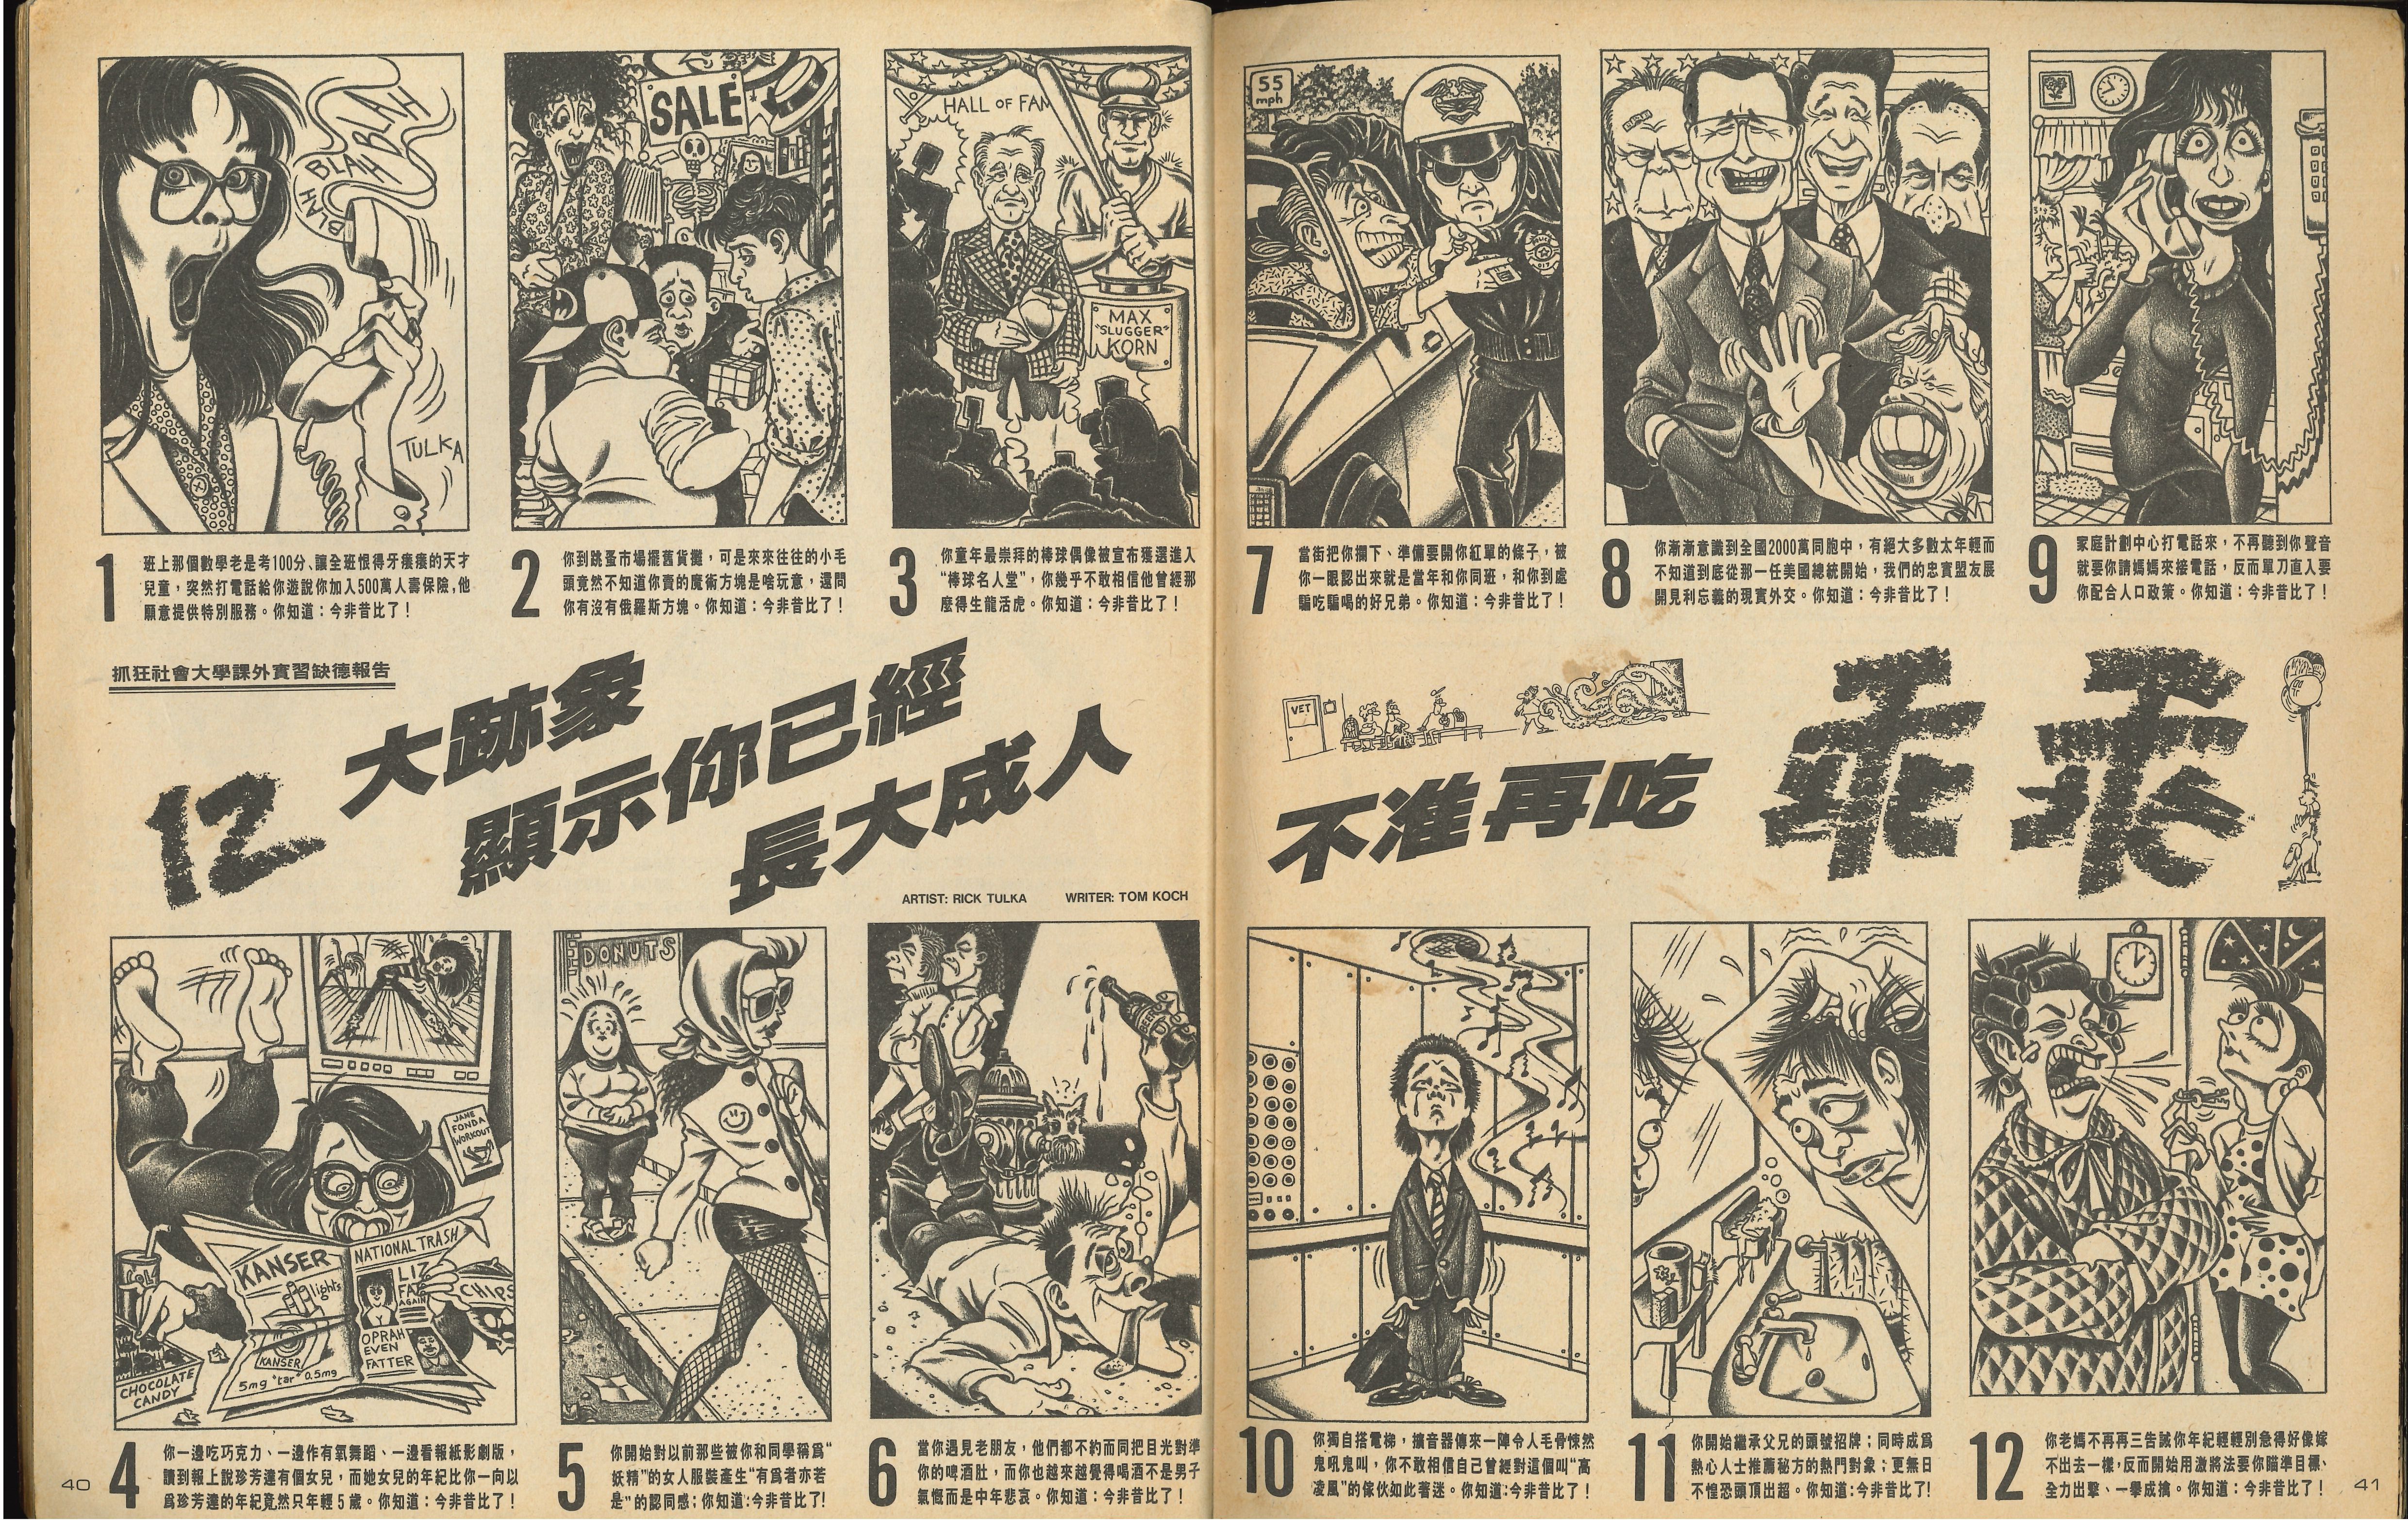 BLAH BLAH BLAH
TULKA
SALE
HALL OF FAM
MAX
"SLUGGER"
KORN
1
班上那個數學老是考100分、讓全班恨得牙癢癢的天才
兒童，突然打電話給你遊說你加入500萬人壽保險，他
願意提供特別服務。你知道：今非昔比了！
2
你到跳蚤市場擺舊貨攤，可是來來往往的小毛
頭竟然不知道你賣的魔術方塊是啥玩意，還問
你有沒有俄羅斯方塊。你知道：今非昔比了！
3
你童年最崇拜的棒球偶像被宣布獲選進入
“棒球名人堂”，你幾乎不敢相信他曾經那
麼得生龍活虎。你知道：今非昔比了！
抓狂社會大學課外實習缺德報告
12
大跡象
顯示你已經
長大成人
ARTIST: RICK TULKA WRITER: TOM KOCH
JANE
FONDA
WORKOUT
KANSER
lights
KANSER
5mg "tar" 0.5mg
NATIONAL TRASH
LIZ
FAT
AGAIN
OPRAH
EVEN
FATTER
CHIPS
CHOCOLATE
CANDY
DONUTS
BEER
4
你一邊吃巧克力、一邊作有氧舞蹈、一邊看報紙影劇版，
讀到報上說珍芳達有個女兒，而她女兒的年紀比你一向以
爲珍芳達的年紀竟然只年輕5歲。你知道：今非昔比了！
5
你開始對以前那些被你和同學稱爲“
妖精”的女人服裝產生“有爲者亦若
是”的認同感；你知道：今非昔比了!
6
當你遇見老朋友，他們都不約而同把目光對準
你的啤酒肚，而你也越來越覺得喝酒不是男子
氣慨而是中年悲哀。你知道：今非昔比了！
40
55
mph
7
當街把你攔下、準備要開你紅單的條子，被
你一眼認出來就是當年和你同班，和你到處
騙吃騙喝的好兄弟。你知道：今非昔比了！
8
你漸漸意識到全國2000萬同胞中，有絕大多數太年輕而
不知道到底從那一任美國總統開始，我們的忠實盟友展
開見利忘義的現實外交。你知道：今非昔比了！
9
家庭計劃中心打電話來，不再聽到你聲音
就要你請媽媽來接電話，反而單刀直入要
你配合人口政策。你知道：今非昔比了！
VET
不准再吃
乖乖
10
你獨自搭電梯，擴音器傳來一陣令人毛骨悚然
鬼吼鬼叫，你不敢相信自己曾經對這個叫“高
凌風”的傢伙如此著迷。你知道：今非昔比了！
11
你開始繼承父兄的頭號招牌；同時成爲
熱心人士推薦秘方的熱門對象；更無日
不惶恐頭頂出超。你知道：今非昔比了!
12
你老媽不再再三告誡你年紀輕輕別急得好像嫁
不出去一樣，反而開始用激將法要你瞄準目標、
全力出擊、一舉成擒。你知道：今非昔比了！
41